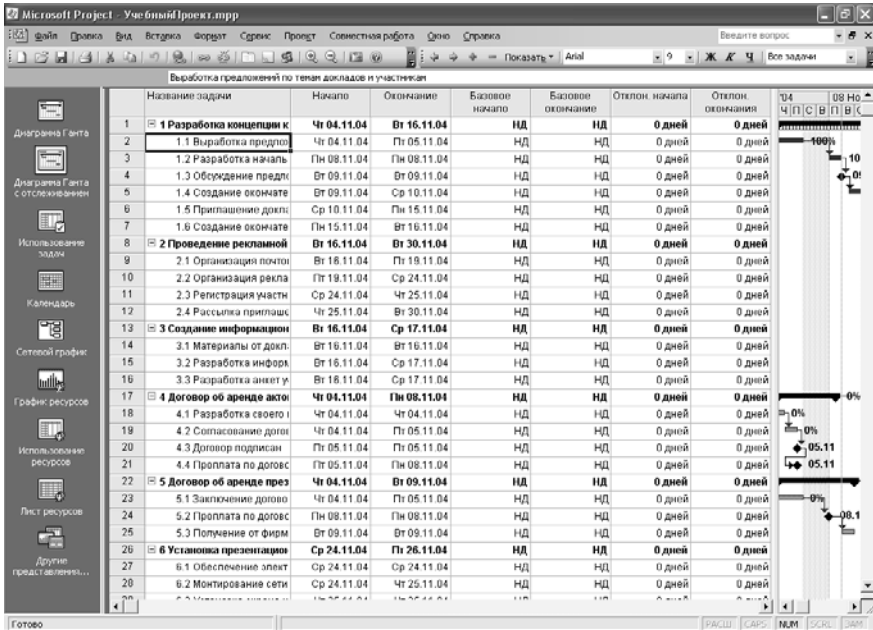 Microsoft Project - УчебныйПроект.mpp
Файл Правка Вид Вставка Формат Сервис Проект Совместная работа Окно Справка Введите вопрос
Показать Arial 9 Ж К Ч Все задачи
Выработка предложений по темам докладов и участникам
Название задачи Начало Окончание Базовое начало Базовое окончание Отклон. начала Отклон. окончания '04 08 Но
Ч П С В П В С
1 1 Разработка концепции к Чт 04.11.04 Вт 16.11.04 НД НД 0 дней 0 дней
2 1.1 Выработка предлоз Чт 04.11.04 Пт 05.11.04 НД НД 0 дней 0 дней 100%
3 1.2 Разработка началь Пн 08.11.04 Пн 08.11.04 НД НД 0 дней 0 дней 10
4 1.3 Обсуждение предло Вт 09.11.04 Вт 09.11.04 НД НД 0 дней 0 дней 09
5 1.4 Создание окончате Вт 09.11.04 Ср 10.11.04 НД НД 0 дней 0 дней
6 1.5 Приглашение докла Ср 10.11.04 Пн 15.11.04 НД НД 0 дней 0 дней
7 1.6 Создание окончате Пн 15.11.04 Вт 16.11.04 НД НД 0 дней 0 дней
8 2 Проведение рекламной Вт 16.11.04 Вт 30.11.04 НД НД 0 дней 0 дней
9 2.1 Организация почто Вт 16.11.04 Пт 19.11.04 НД НД 0 дней 0 дней
10 2.2 Организация рекла Пт 19.11.04 Ср 24.11.04 НД НД 0 дней 0 дней
11 2.3 Регистрация участн Ср 24.11.04 Чт 25.11.04 НД НД 0 дней 0 дней
12 2.4 Рассылка приглаше Чт 25.11.04 Вт 30.11.04 НД НД 0 дней 0 дней
13 3 Создание информацион Вт 16.11.04 Ср 17.11.04 НД НД 0 дней 0 дней
14 3.1 Материалы от докл Вт 16.11.04 Вт 16.11.04 НД НД 0 дней 0 дней
15 3.2 Разработка информ Вт 16.11.04 Ср 17.11.04 НД НД 0 дней 0 дней
16 3.3 Разработка анкет у Вт 16.11.04 Ср 17.11.04 НД НД 0 дней 0 дней
17 4 Договор об аренде акто Чт 04.11.04 Пн 08.11.04 НД НД 0 дней 0 дней 0%
18 4.1 Разработка своего Чт 04.11.04 Чт 04.11.04 НД НД 0 дней 0 дней 0%
19 4.2 Согласование догов Чт 04.11.04 Пт 05.11.04 НД НД 0 дней 0 дней 0%
20 4.3 Договор подписан Пт 05.11.04 Пт 05.11.04 НД НД 0 дней 0 дней 05.11
21 4.4 Проплата по догово Пт 05.11.04 Пн 08.11.04 НД НД 0 дней 0 дней 05.11
22 5 Договор об аренде през Чт 04.11.04 Вт 09.11.04 НД НД 0 дней 0 дней
23 5.1 Заключение догово Чт 04.11.04 Пт 05.11.04 НД НД 0 дней 0 дней 0%
24 5.2 Проплата по догово Пн 08.11.04 Пн 08.11.04 НД НД 0 дней 0 дней 08.1
25 5.3 Получение от фирм Вт 09.11.04 Вт 09.11.04 НД НД 0 дней 0 дней
26 6 Установка презентацион Ср 24.11.04 Пт 26.11.04 НД НД 0 дней 0 дней
27 6.1 Обеспечение элект Ср 24.11.04 Ср 24.11.04 НД НД 0 дней 0 дней
28 6.2 Монтирование сети Ср 24.11.04 Чт 25.11.04 НД НД 0 дней 0 дней
Диаграмма Ганта
Диаграмма Ганта с отслеживанием
Использование задач
Календарь
Сетевой график
График ресурсов
Использование ресурсов
Лист ресурсов
Другие представления...
Готово РАСШ CAPS NUM SCRL ЗАМ